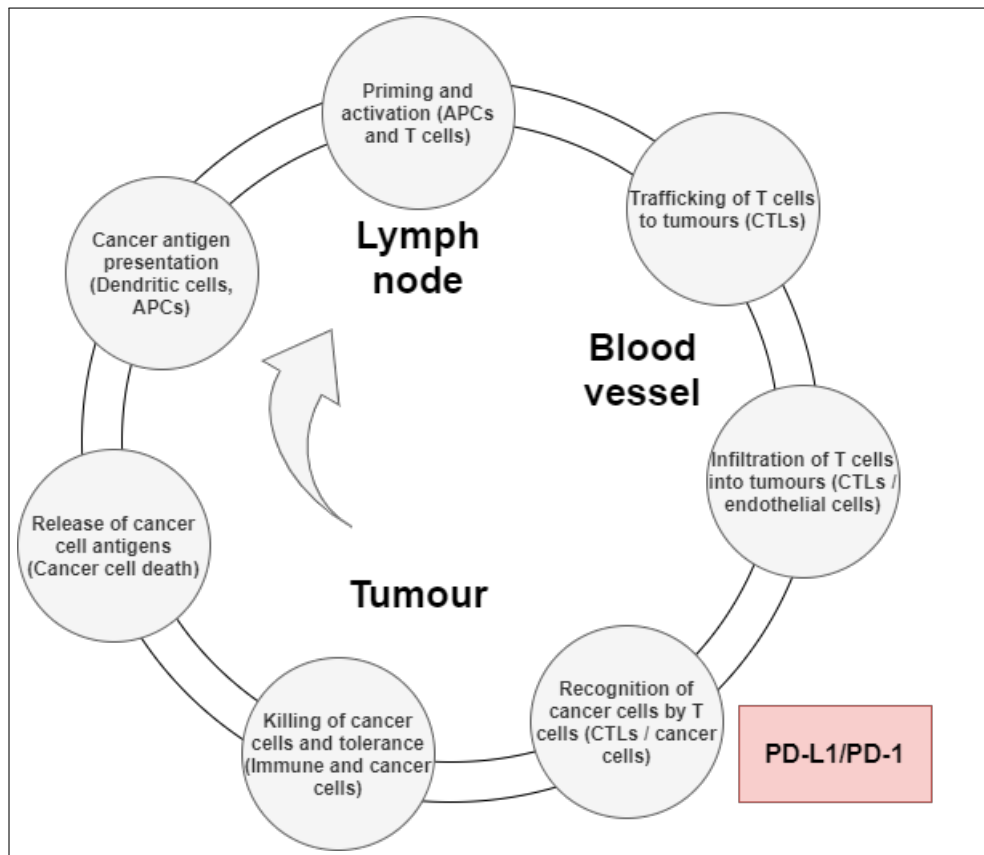 Priming and
activation (APCs
and T cells)
Lymph
node
Trafficking of T cells
to tumours (CTLs)
Cancer antigen
presentation
(Dendritic cells,
APCs)
Blood
vessel
Infiltration of T cells
into tumours (CTLs /
endothelial cells)
Release of cancer
cell antigens
(Cancer cell death)
Tumour
Recognition of
cancer cells by T
cells (CTLs / cancer
cells)
PD-L1/PD-1
Killing of cancer
cells and tolerance
(Immune and cancer
cells)